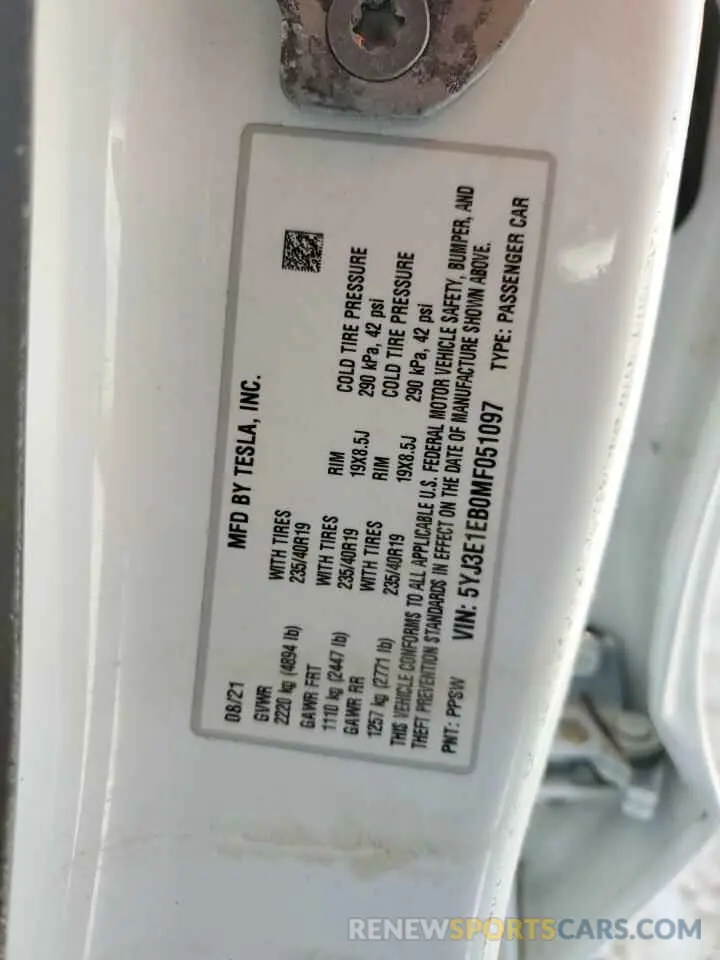 MFD BY TESLA, INC.
08/21
GVWR WITH TIRES RIM COLD TIRE PRESSURE
2220 kg (4894 lb) 235/40R19 19X8.5J 290 kPa, 42 psi
GAWR FRT WITH TIRES RIM COLD TIRE PRESSURE
1110 kg (2447 lb) 235/40R19 19X8.5J 290 kPa, 42 psi
GAWR RR WITH TIRES
1257 kg (2771 lb) 235/40R19
THIS VEHICLE CONFORMS TO ALL APPLICABLE U.S. FEDERAL MOTOR VEHICLE SAFETY, BUMPER, AND
THEFT PREVENTION STANDARDS IN EFFECT ON THE DATE OF MANUFACTURE SHOWN ABOVE.
PNT: PPSW VIN: 5YJ3E1EB0MF051097 TYPE: PASSENGER CAR
RENEWSPORTSCARS.COM